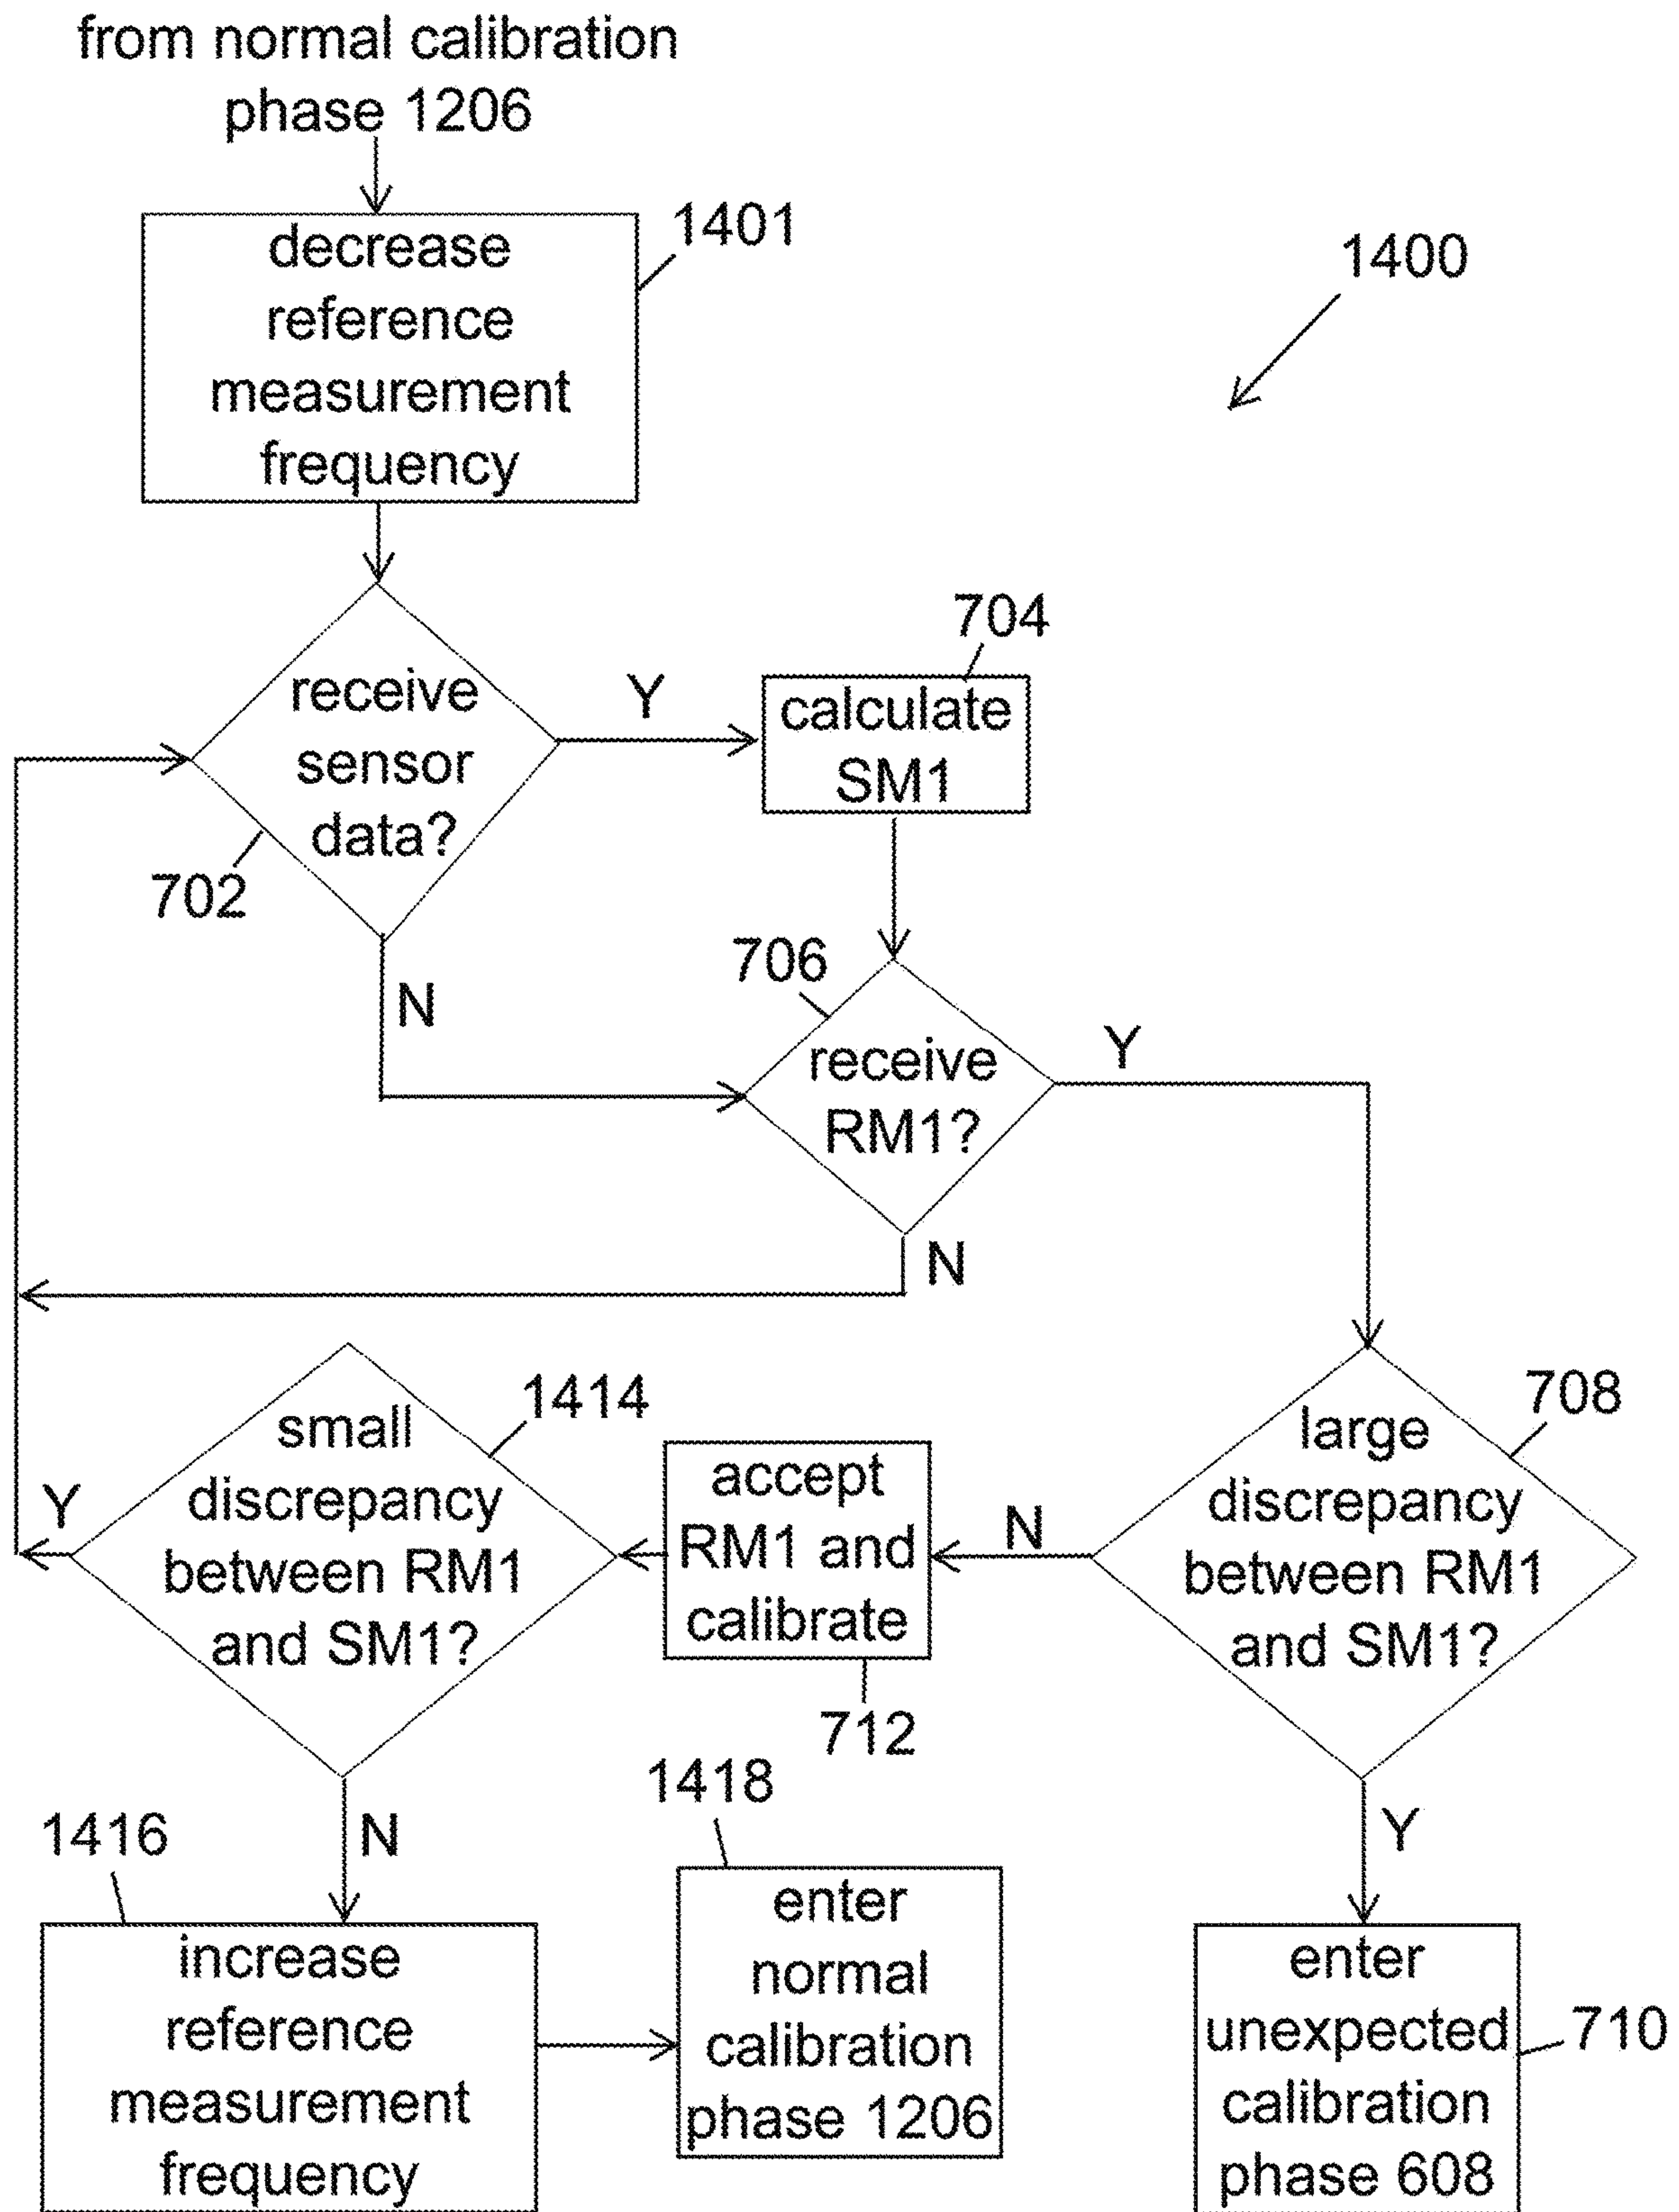 from normal calibration
phase 1206
1401
decrease
reference
measurement
frequency
1400
704
receive
sensor
data?
Y
calculate
SM1
702
N
706
receive
RM1?
Y
N
1414
small
discrepancy
between RM1
and SM1?
Y
accept
RM1 and
calibrate
712
N
708
large
discrepancy
between RM1
and SM1?
1418
1416
N
Y
increase
reference
measurement
frequency
enter
normal
calibration
phase 1206
enter
unexpected
calibration
phase 608
710